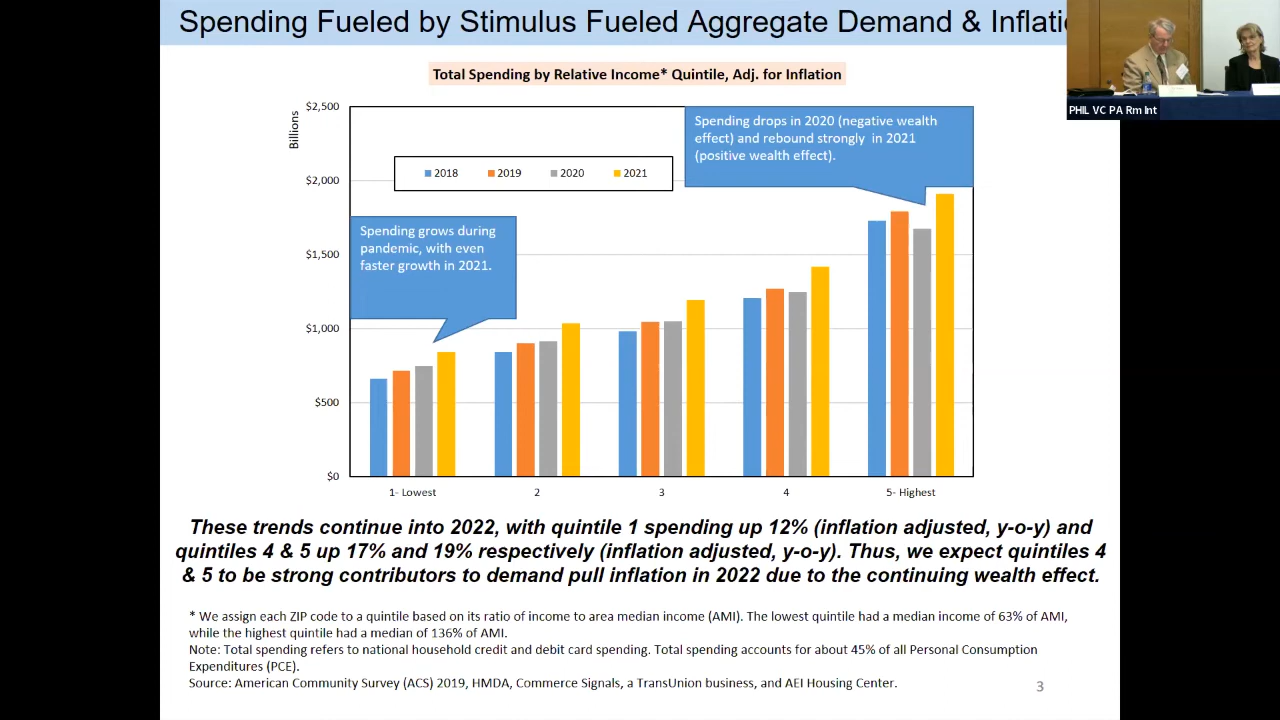 Spending Fueled by Stimulus Fueled Aggregate Demand & Inflati
PHIL VC PA Rm Int
Total Spending by Relative Income* Quintile, Adj. for Inflation
Billions
$2,500
$2,000
$1,500
$1,000
$500
$0
2018 2019 2020 2021
Spending drops in 2020 (negative wealth
effect) and rebound strongly in 2021
(positive wealth effect).
Spending grows during
pandemic, with even
faster growth in 2021.
1- Lowest 2 3 4 5- Highest
These trends continue into 2022, with quintile 1 spending up 12% (inflation adjusted, y-o-y) and
quintiles 4 & 5 up 17% and 19% respectively (inflation adjusted, y-o-y). Thus, we expect quintiles 4
& 5 to be strong contributors to demand pull inflation in 2022 due to the continuing wealth effect.
* We assign each ZIP code to a quintile based on its ratio of income to area median income (AMI). The lowest quintile had a median income of 63% of AMI,
while the highest quintile had a median of 136% of AMI.
Note: Total spending refers to national household credit and debit card spending. Total spending accounts for about 45% of all Personal Consumption
Expenditures (PCE).
Source: American Community Survey (ACS) 2019, HMDA, Commerce Signals, a TransUnion business, and AEI Housing Center.
3